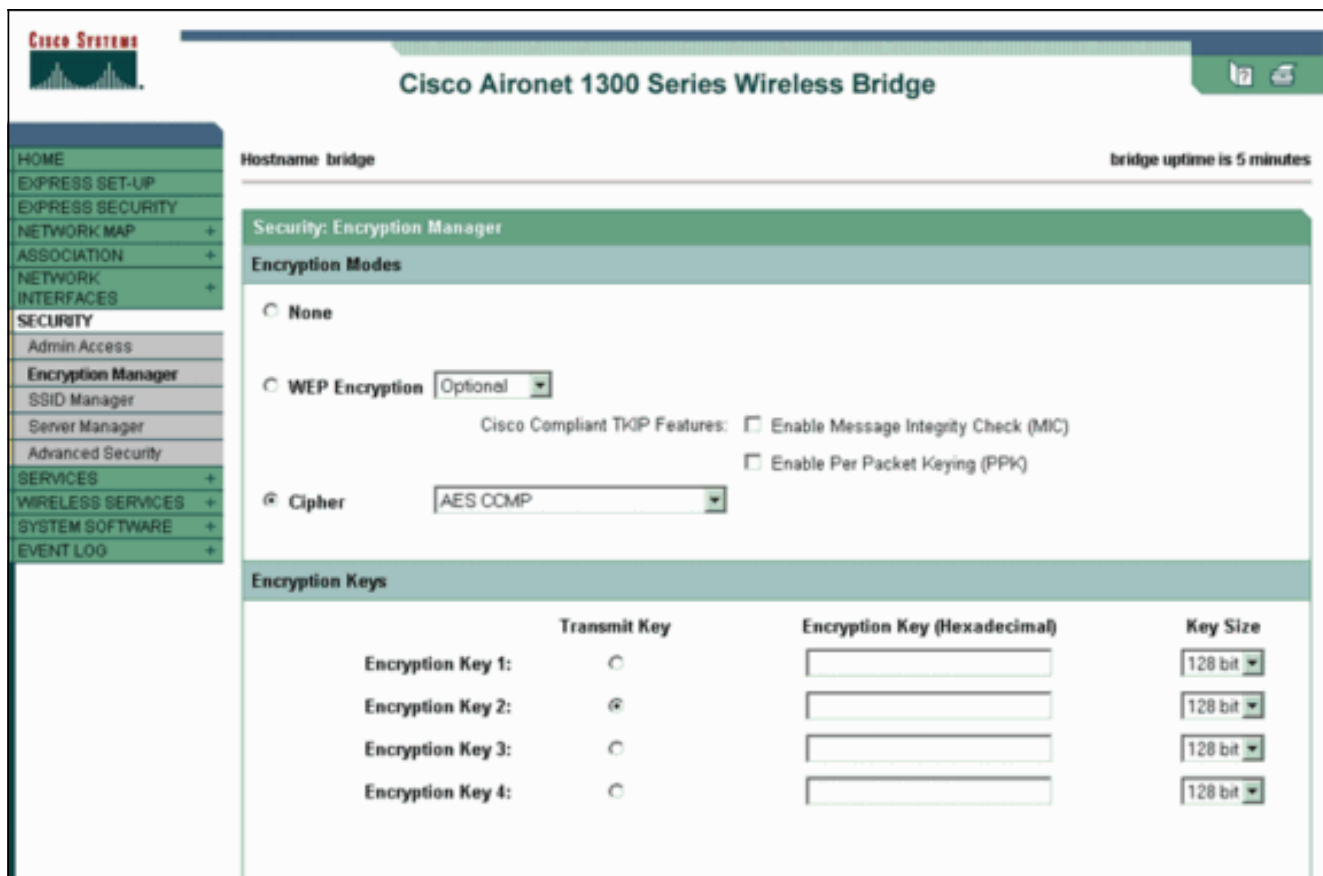 CISCO SYSTEMS
Cisco Aironet 1300 Series Wireless Bridge
HOME
EXPRESS SET-UP
EXPRESS SECURITY
NETWORK MAP +
ASSOCIATION +
NETWORK
INTERFACES +
SECURITY
Admin Access
Encryption Manager
SSID Manager
Server Manager
Advanced Security
SERVICES +
WIRELESS SERVICES +
SYSTEM SOFTWARE +
EVENT LOG +
Hostname bridge
bridge uptime is 5 minutes
Security: Encryption Manager
Encryption Modes
None
WEP Encryption Optional
Cisco Compliant TKIP Features: Enable Message Integrity Check (MIC)
Enable Per Packet Keying (PPK)
Cipher AES CCMP
Encryption Keys
Transmit Key Encryption Key (Hexadecimal) Key Size
Encryption Key 1: 128 bit
Encryption Key 2: 128 bit
Encryption Key 3: 128 bit
Encryption Key 4: 128 bit